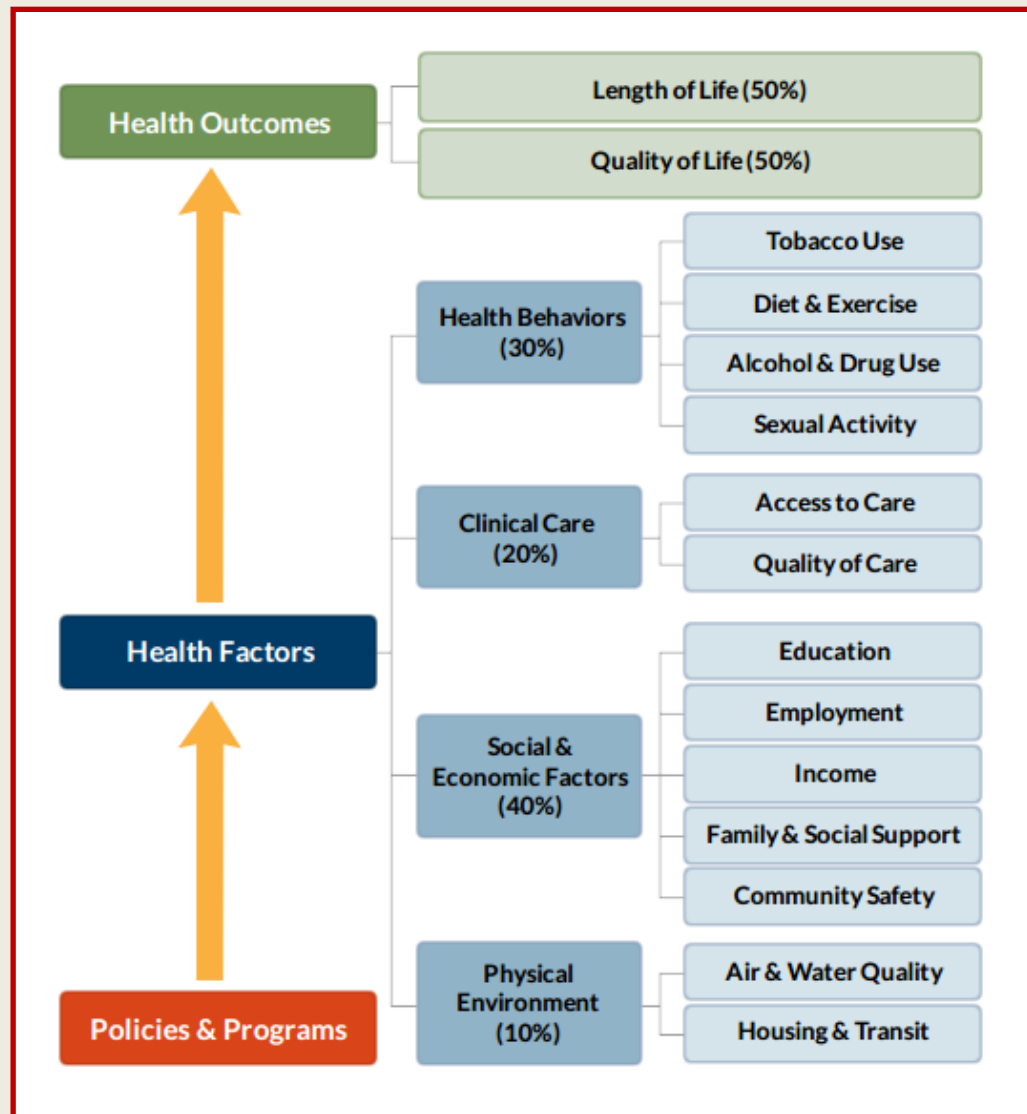 Health Outcomes
Length of Life (50%)
Quality of Life (50%)
Health Behaviors
(30%)
Tobacco Use
Diet & Exercise
Alcohol & Drug Use
Sexual Activity
Clinical Care
(20%)
Access to Care
Quality of Care
Health Factors
Social &
Economic Factors
(40%)
Education
Employment
Income
Family & Social Support
Community Safety
Policies & Programs
Physical
Environment
(10%)
Air & Water Quality
Housing & Transit